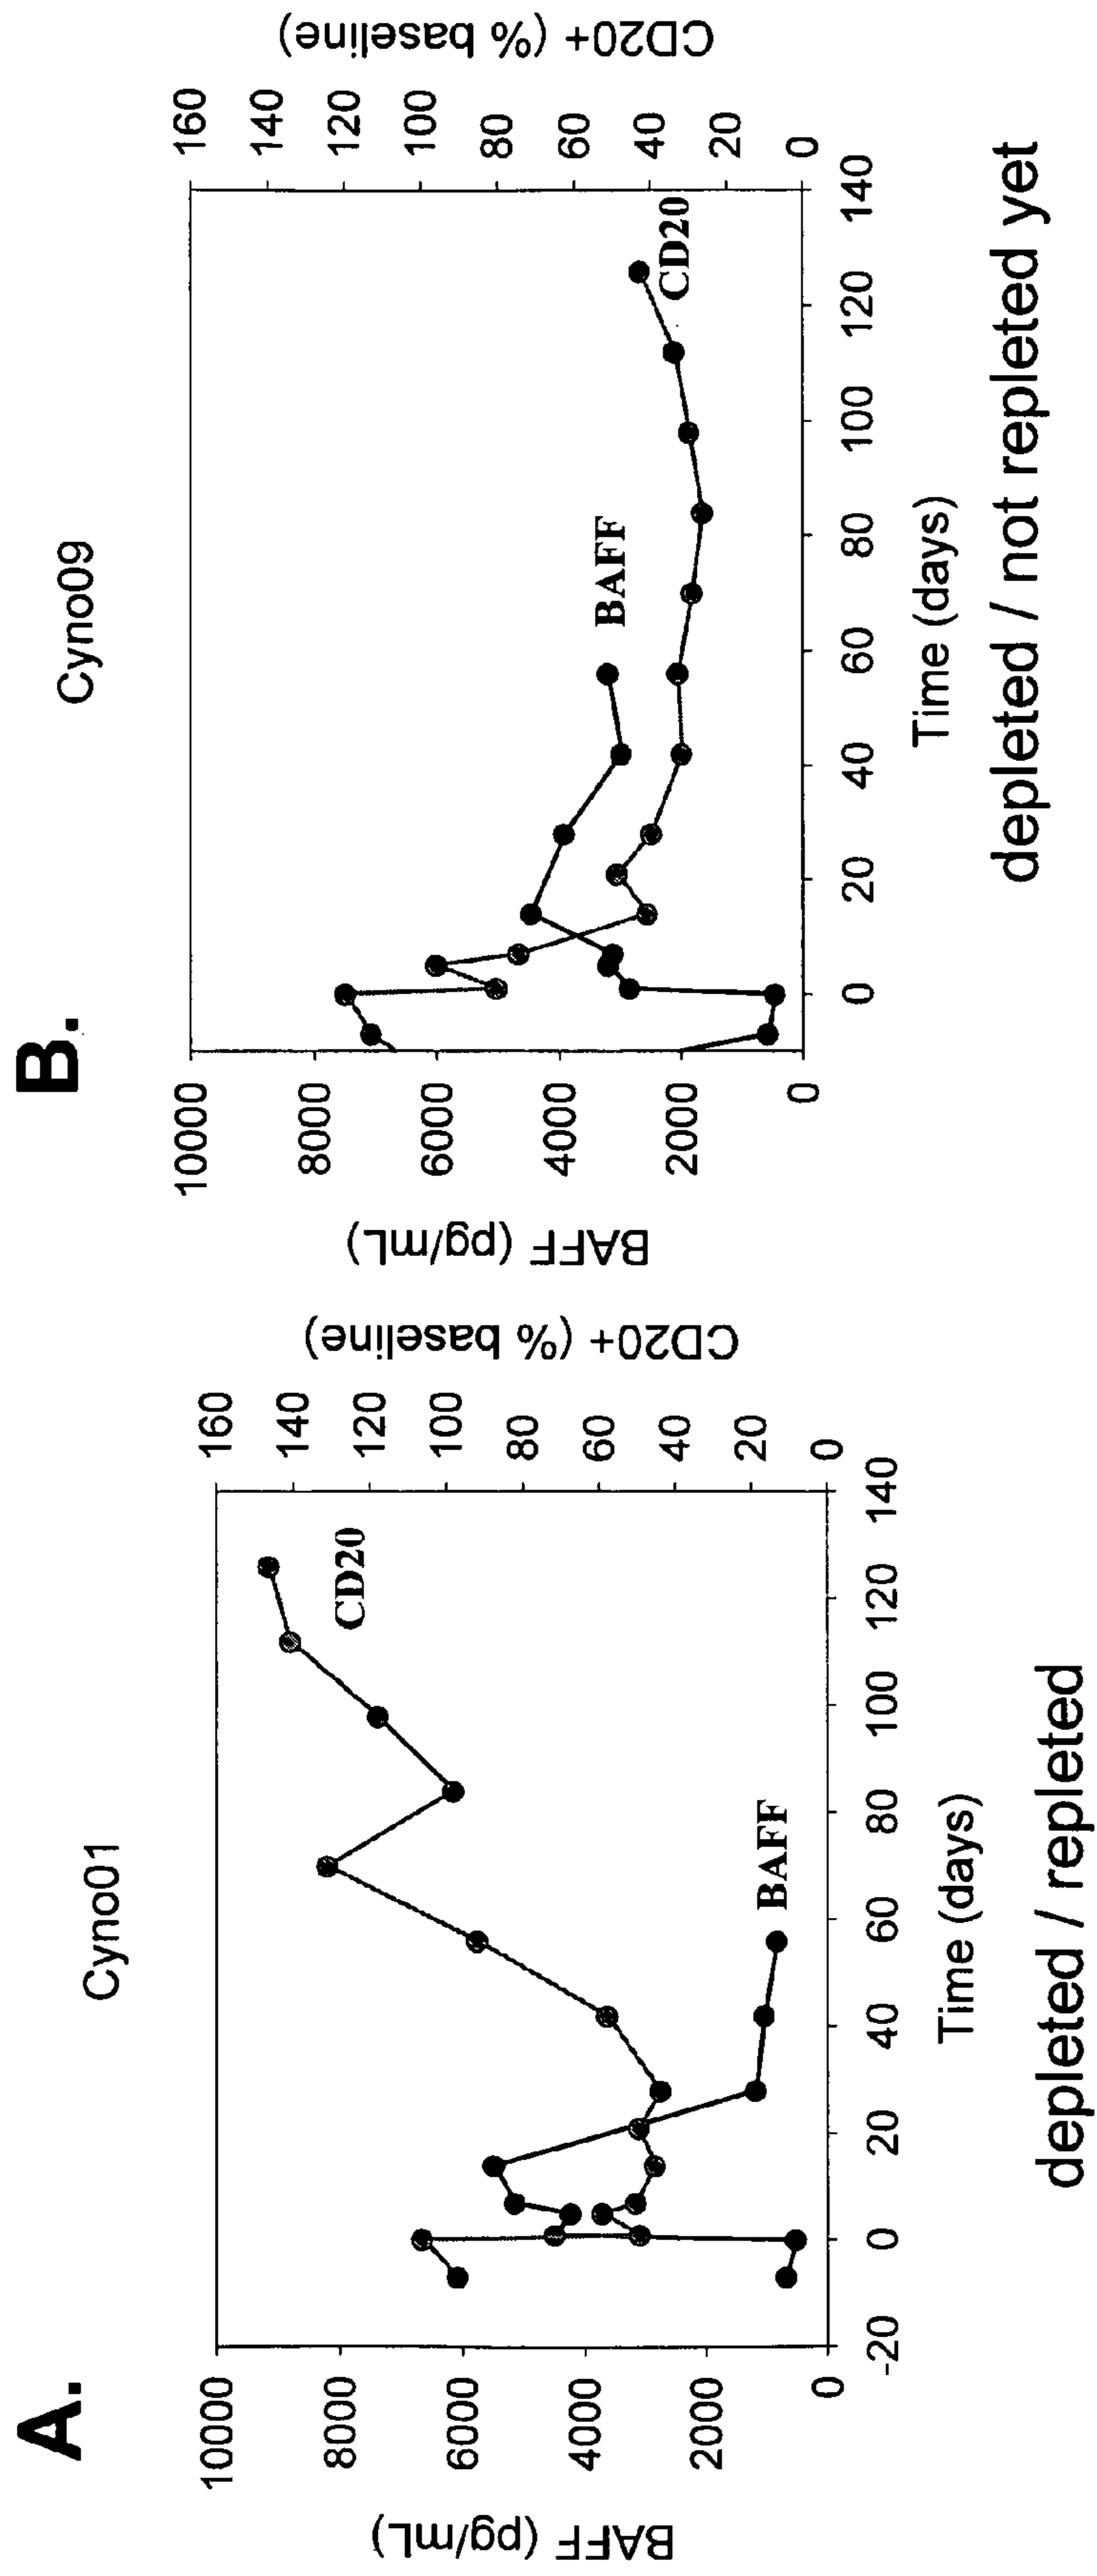 A.
Cyno01
BAFF (pg/mL)
10000
8000
6000
4000
2000
0
CD20+ (% baseline)
160
140
120
100
80
60
40
20
0
CD20
BAFF
-20 0 20 40 60 80 100 120 140
Time (days)
depleted / repleted
B.
Cyno09
BAFF (pg/mL)
10000
8000
6000
4000
2000
0
CD20+ (% baseline)
160
140
120
100
80
60
40
20
0
BAFF
CD20
0 20 40 60 80 100 120 140
Time (days)
depleted / not repleted yet